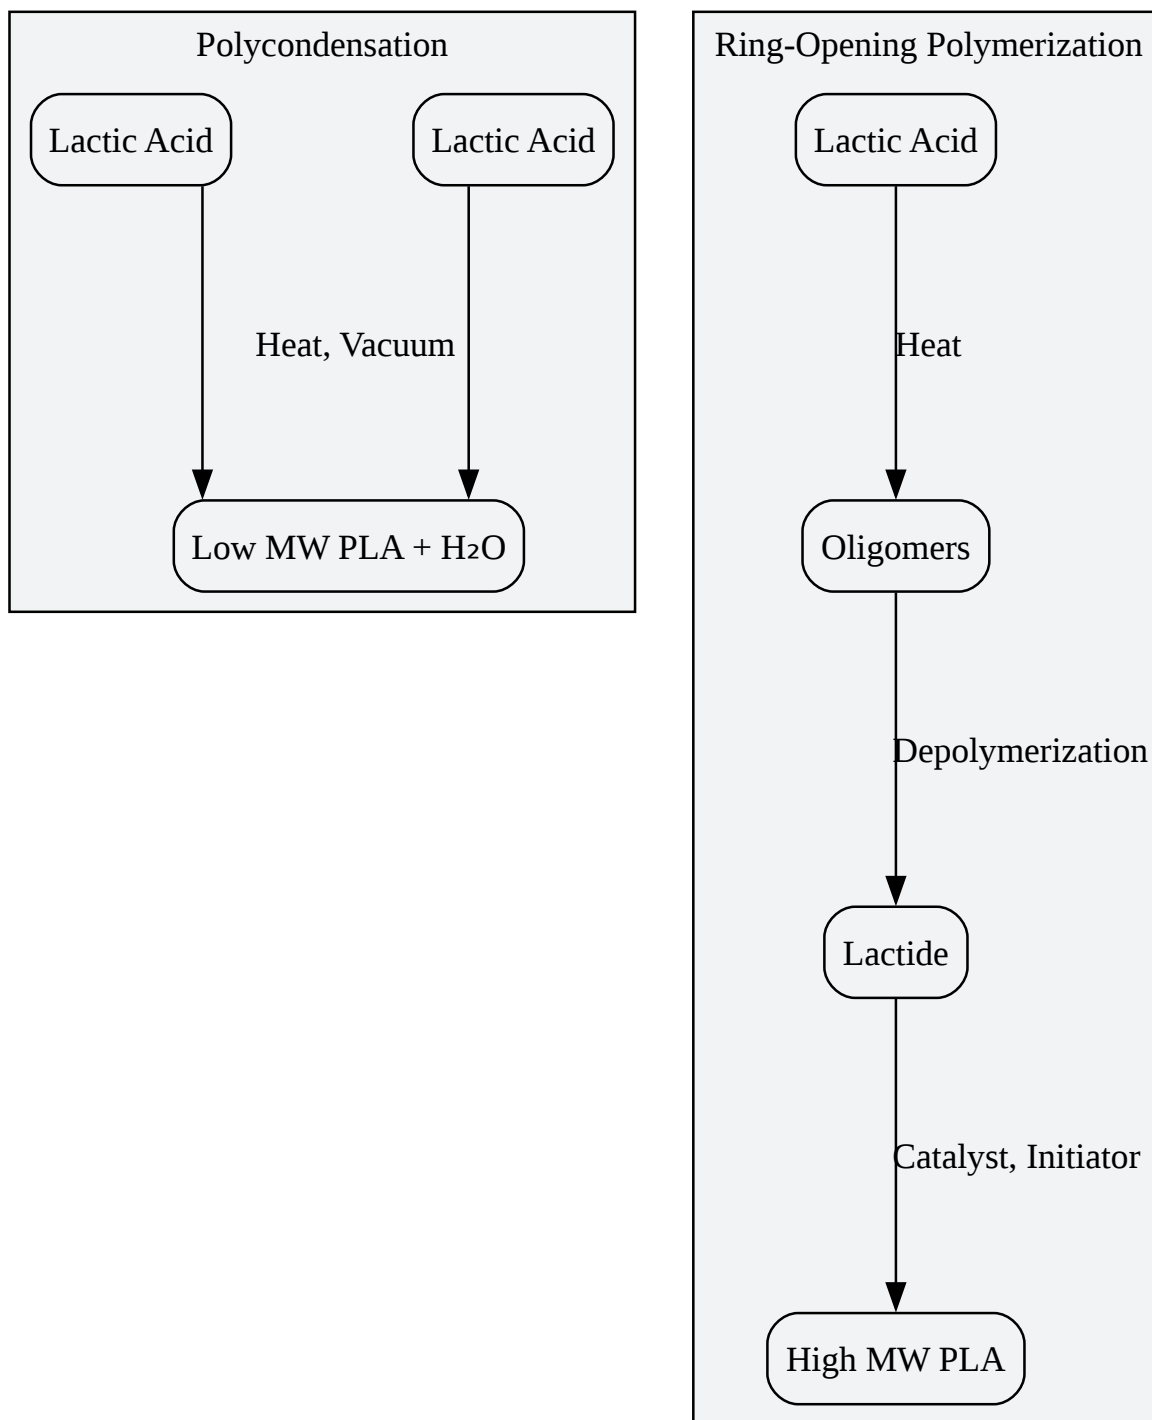 Polycondensation
Lactic Acid
Lactic Acid
Heat, Vacuum
Low MW PLA + H₂O
Ring-Opening Polymerization
Lactic Acid
Heat
Oligomers
Depolymerization
Lactide
Catalyst, Initiator
High MW PLA